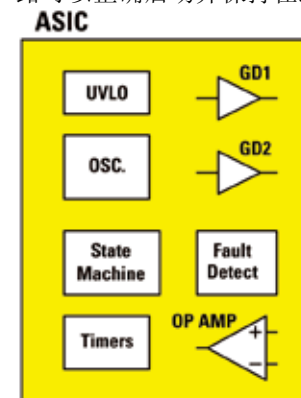 ASIC
UVLO
GD1
OSC.
GD2
State
Machine
Fault
Detect
Timers
OP AMP
+
−